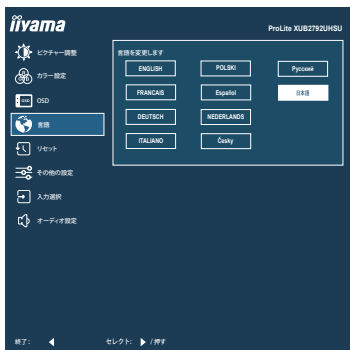 iiyama
ProLite XUB2792UHSU
ピクチャー調整
カラー設定
OSD
OSD
言語
リセット
その他の設定
入力選択
オーディオ設定
言語を変更します
ENGLISH
POLSKI
Русский
FRANCAIS
Español
日本語
DEUTSCH
NEDERLANDS
ITALIANO
Česky
終了:
セレクト: / 押す